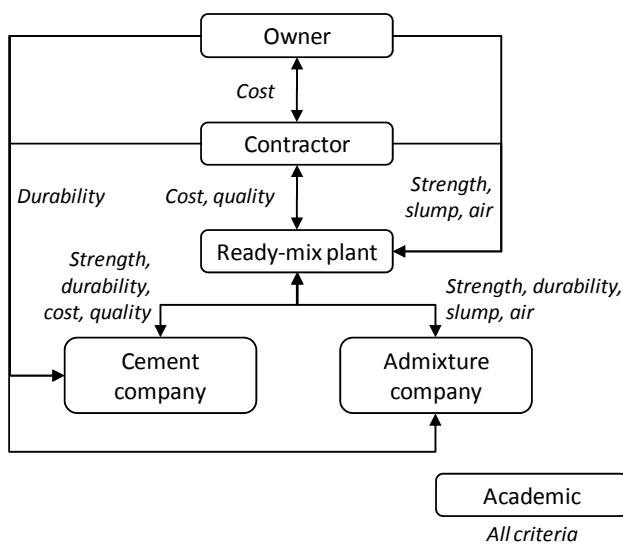 Owner
Cost
Contractor
Durability
Cost, quality
Strength,
slump, air
Ready-mix plant
Strength,
durability,
cost, quality
Strength, durability,
slump, air
Cement
company
Admixture
company
Academic
All criteria